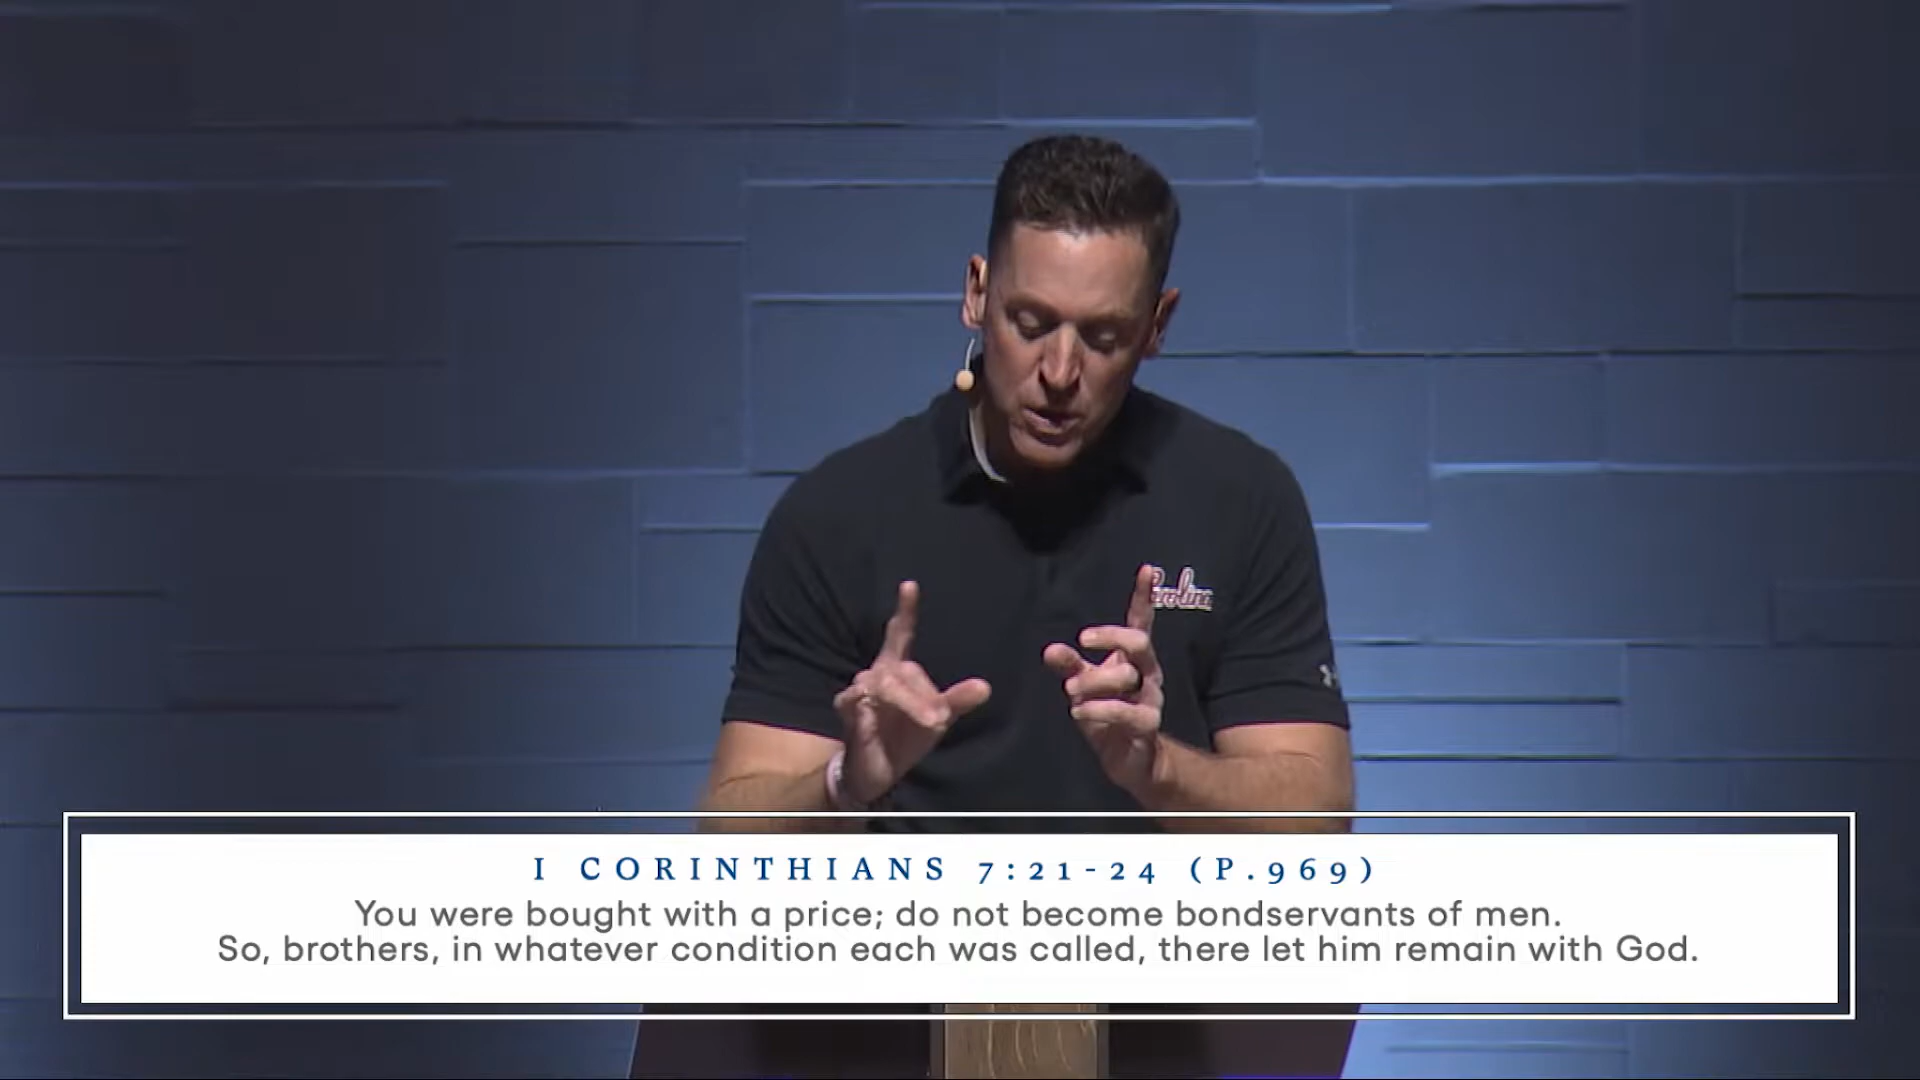 Carolina
I CORINTHIANS 7:21-24 (P.969)
You were bought with a price; do not become bondservants of men.
So, brothers, in whatever condition each was called, there let him remain with God.